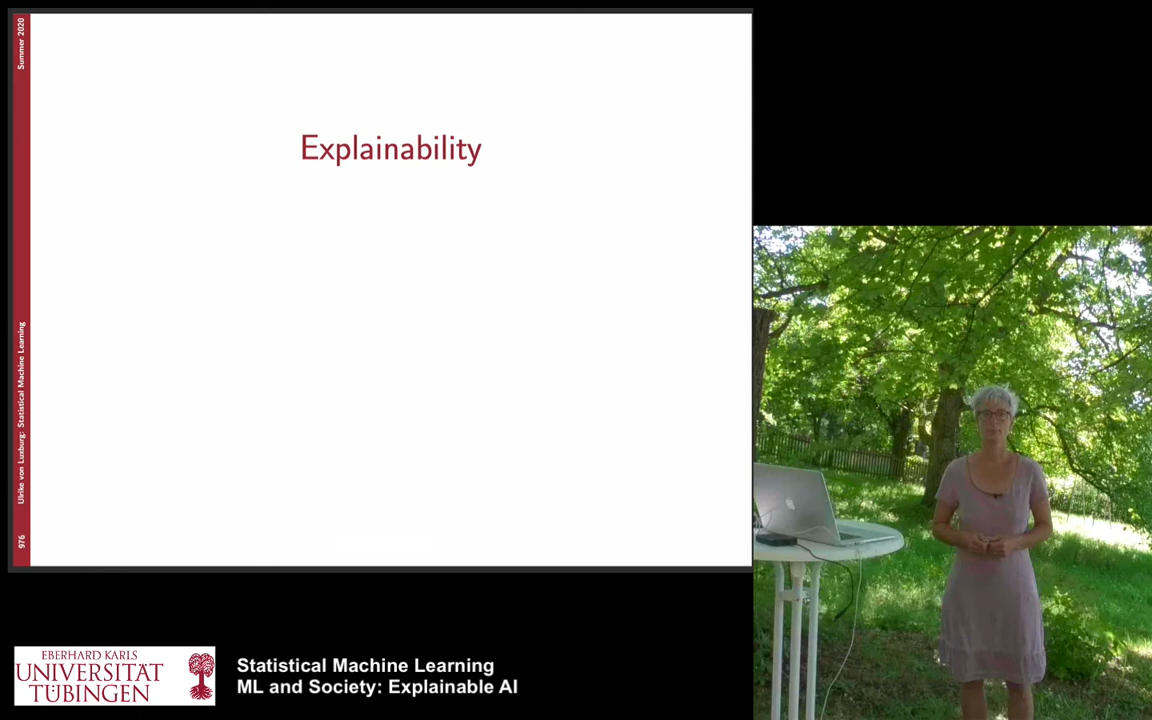 Summer 2020
Explainability
Ulrike von Luxburg: Statistical Machine Learning
976
EBERHARD KARLS
UNIVERSITÄT
TÜBINGEN
Statistical Machine Learning
ML and Society: Explainable AI